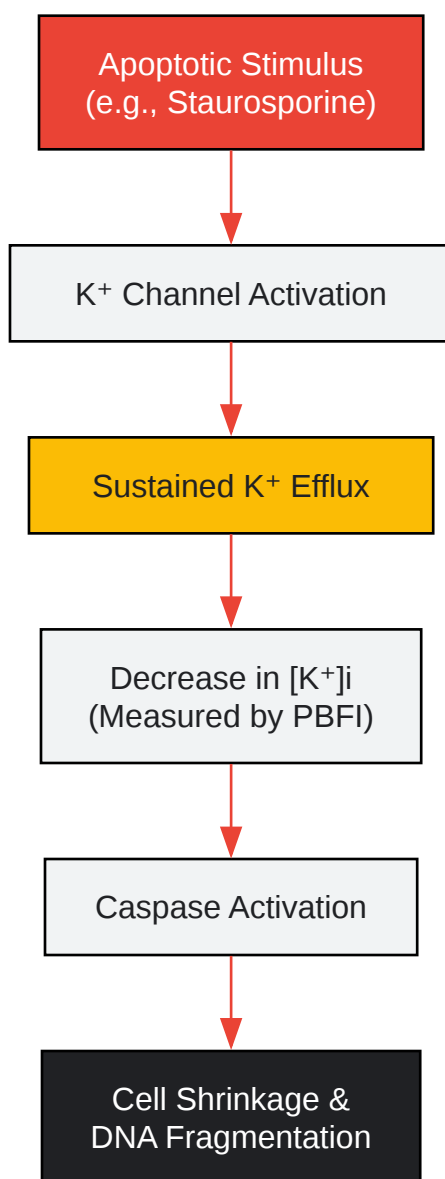 Apoptotic Stimulus
(e.g., Staurosporine)
K⁺ Channel Activation
Sustained K⁺ Efflux
Decrease in [K⁺]i
(Measured by PBFI)
Caspase Activation
Cell Shrinkage &
DNA Fragmentation